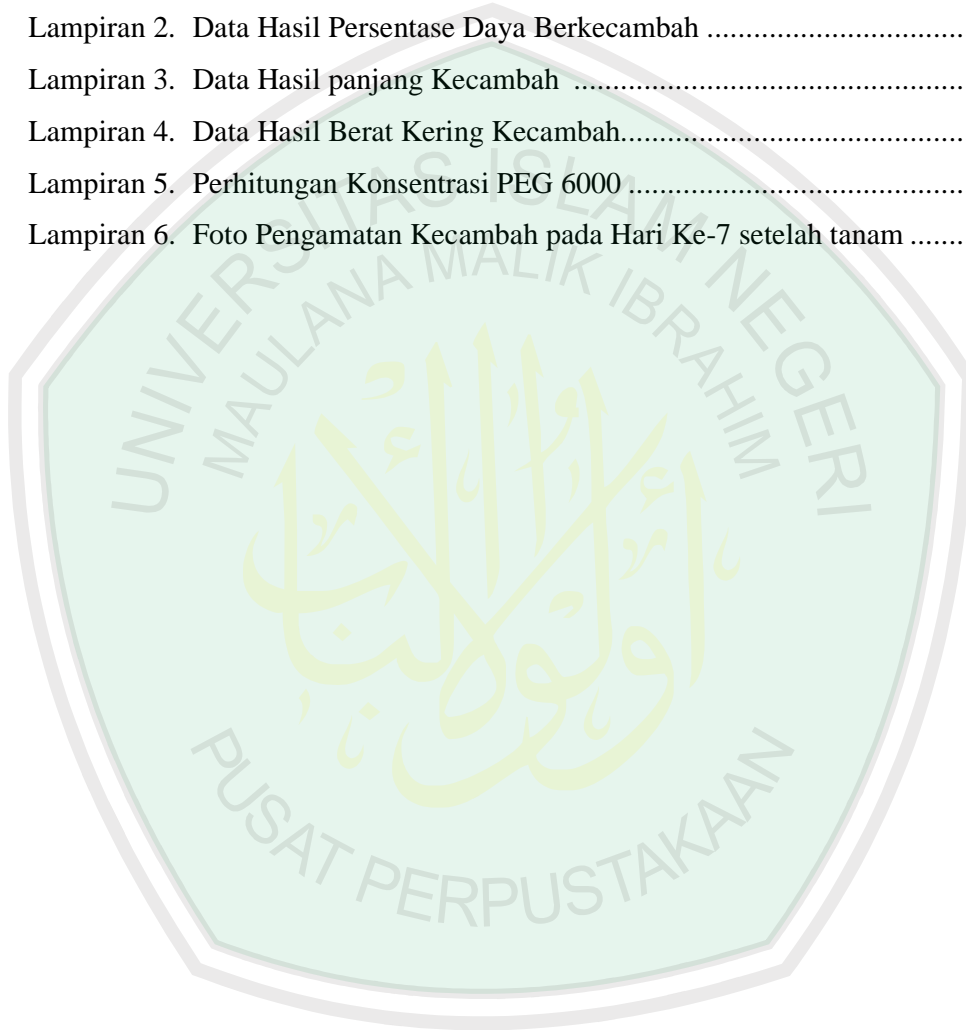 Lampiran 2. Data Hasil Persentase Daya Berkecambah .................................
Lampiran 3. Data Hasil panjang Kecambah ..................................................
Lampiran 4. Data Hasil Berat Kering Kecambah............................................
Lampiran 5. Perhitungan Konsentrasi PEG 6000 ...........................................
Lampiran 6. Foto Pengamatan Kecambah pada Hari Ke-7 setelah tanam .......
UNIVERSITAS ISLAM NEGERI
MAULANA MALIK IBRAHIM
PUSAT PERPUSTAKAAN